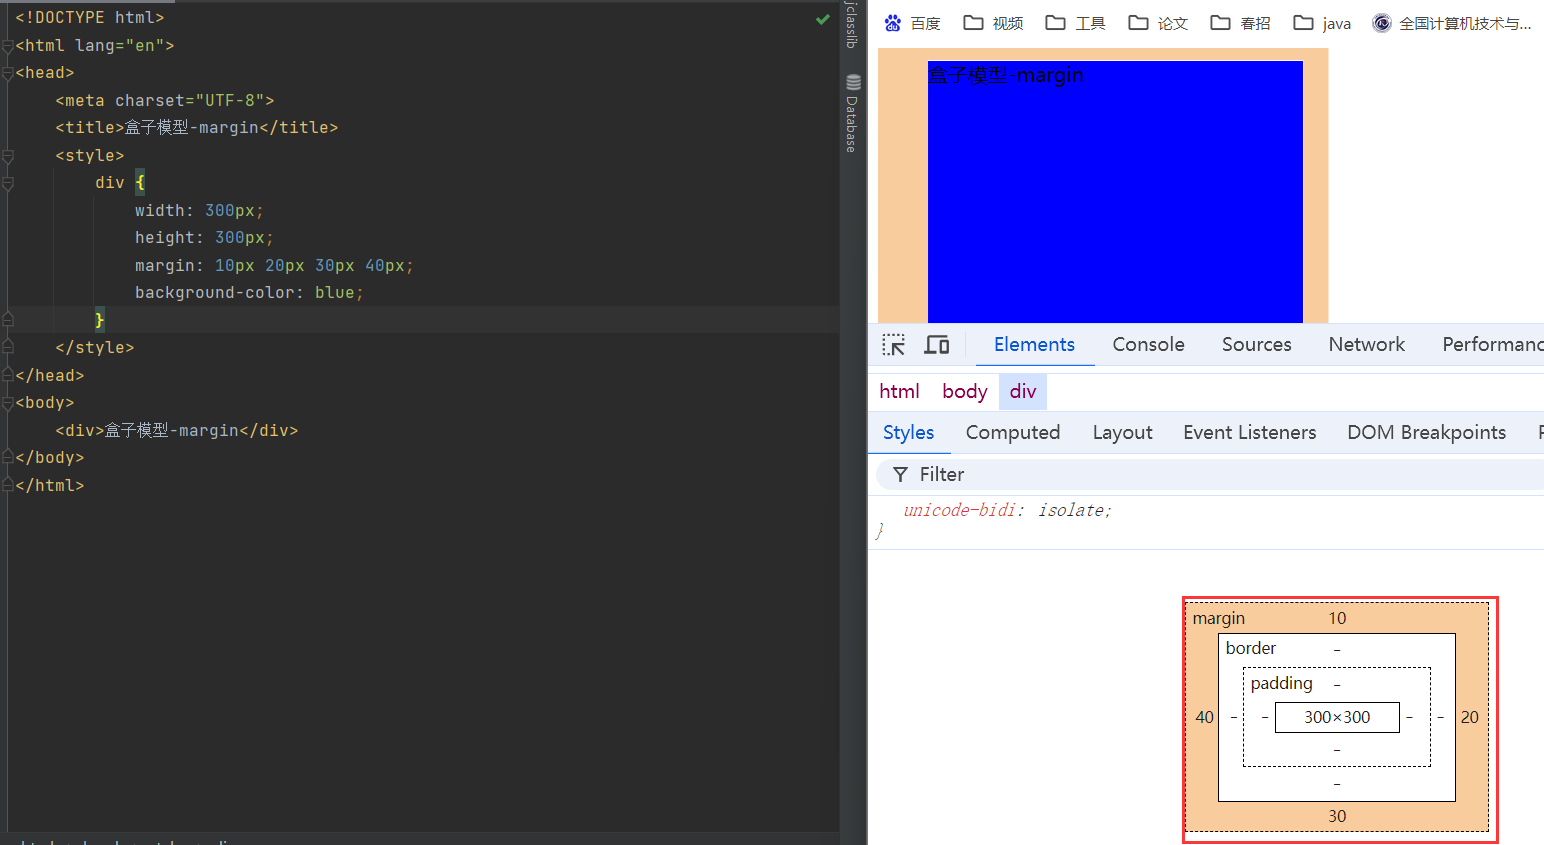 <!DOCTYPE html>
<html lang="en">
<head>
<meta charset="UTF-8">
<title>盒子模型-margin</title>
<style>
div {
width: 300px;
height: 300px;
margin: 10px 20px 30px 40px;
background-color: blue;
}
</style>
</head>
<body>
<div>盒子模型-margin</div>
</body>
</html>
jclasslib
Database
百度 视频 工具 论文 春招 java 全国计算机技术与...
盒子模型-margin
Elements Console Sources Network Performanc
html body div
Styles Computed Layout Event Listeners DOM Breakpoints
Filter
unicode-bidi: isolate;
}
margin 10
border -
padding -
40 - - 300×300 - - 20
-
-
30